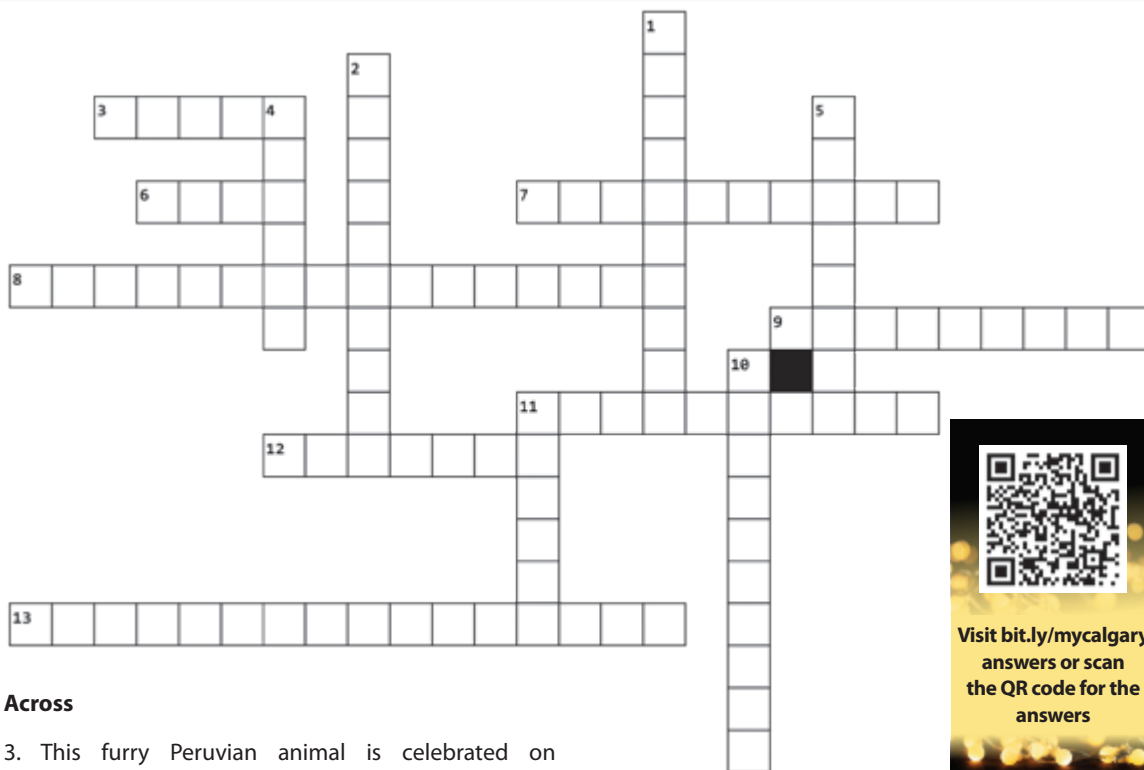 1
2
3
4
5
6
7
8
9
10
11
12
13
Visit bit.ly/mycalgary
answers or scan
the QR code for the
answers
Across
3. This furry Peruvian animal is celebrated on